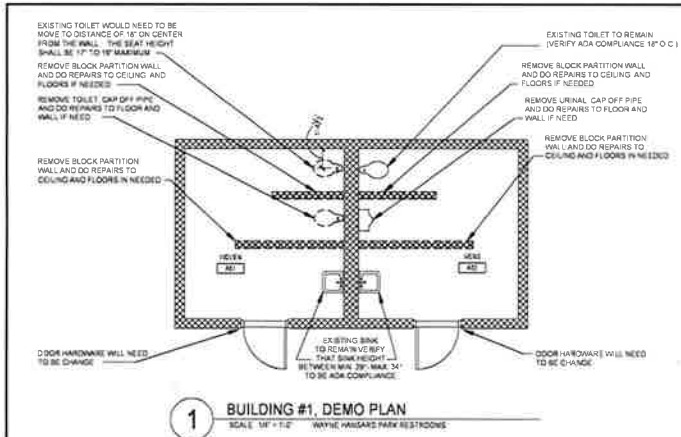 EXISTING TOILET WOULD NEED TO BE
MOVE TO DISTANCE OF 18" ON CENTER
FROM THE WALL. THE SEAT HEIGHT
SHALL BE 17" TO 19" MAXIMUM
REMOVE BLOCK PARTITION WALL
AND DO REPAIRS TO CEILING AND
FLOORS IF NEEDED
REMOVE TOILET, CAP OFF PIPE
AND DO REPAIRS TO FLOOR AND
WALL IF NEED
REMOVE BLOCK PARTITION
WALL AND DO REPAIRS TO
CEILING AND FLOORS IN NEEDED
EXISTING TOILET TO REMAIN
(VERIFY ADA COMPLIANCE 18" O.C.)
REMOVE BLOCK PARTITION WALL
AND DO REPAIRS TO CEILING AND
FLOORS IF NEEDED
REMOVE URINAL CAP OFF PIPE
AND DO REPAIRS TO FLOOR AND
WALL IF NEED
REMOVE BLOCK PARTITION
WALL AND DO REPAIRS TO
CEILING AND FLOORS IN NEEDED
WOMEN
MENS
DOOR HARDWARE WILL NEED
TO BE CHANGE
EXISTING SINK
TO REMAIN VERIFY
THAT SINK HEIGHT
BETWEEN MIN. 29"- MAX. 34"
TO BE ADA COMPLIANCE
DOOR HARDWARE WILL NEED
TO BE CHANGE
1 BUILDING #1, DEMO PLAN
SCALE 1/4" = 1'-0" WAYNE HANSARD PARK RESTROOMS